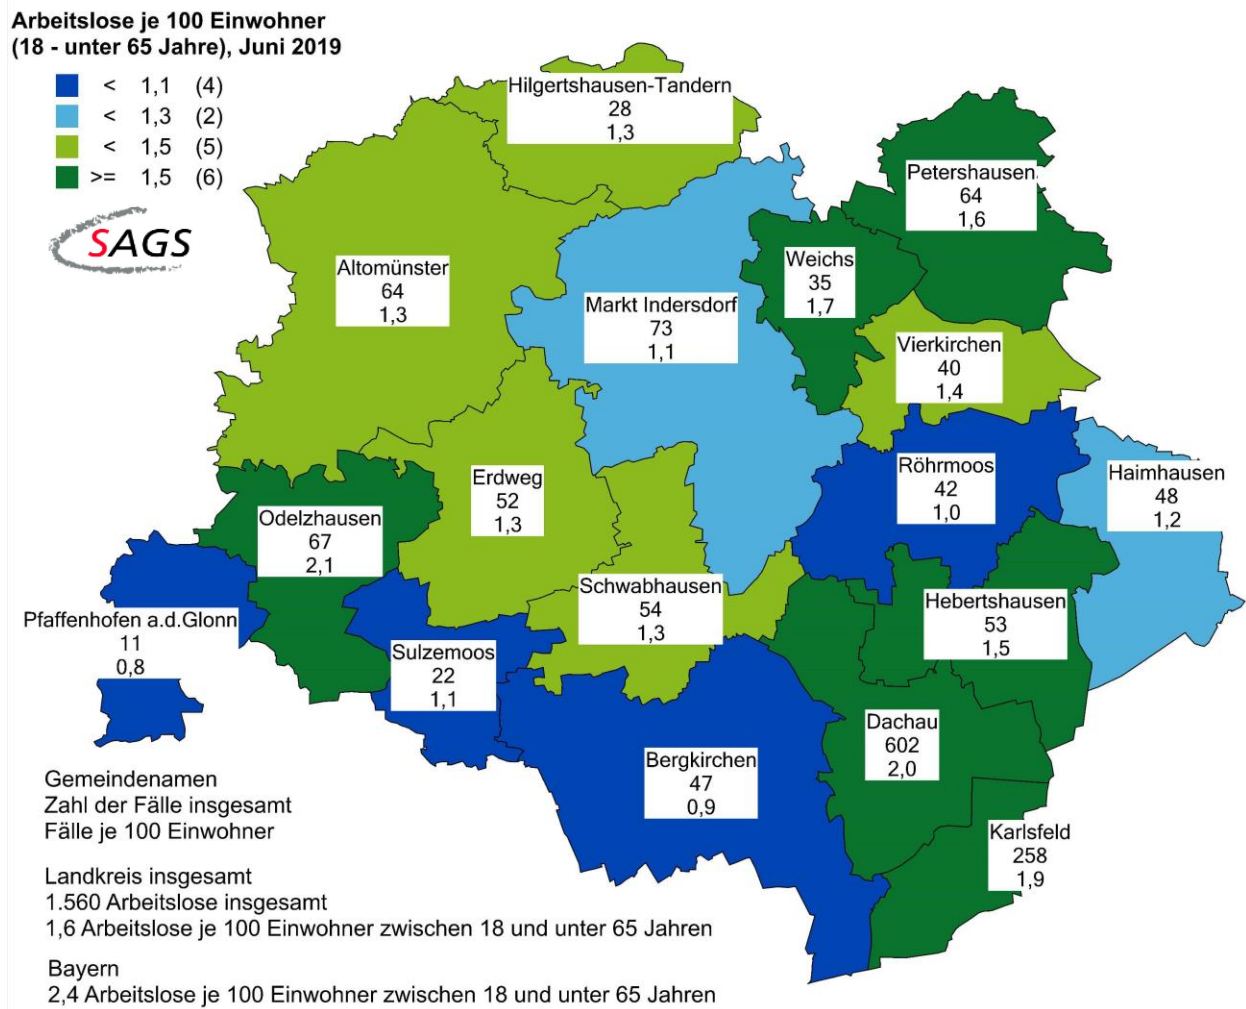 Arbeitslose je 100 Einwohner
(18 - unter 65 Jahre), Juni 2019
< 1,1 (4)
< 1,3 (2)
< 1,5 (5)
>= 1,5 (6)
SAGS
Hilgertshausen-Tandern
28
1,3
Petershausen
64
1,6
Altomünster
64
1,3
Weichs
35
1,7
Markt Indersdorf
73
1,1
Vierkirchen
40
1,4
Erdweg
52
1,3
Röhrmoos
42
1,0
Haimhausen
48
1,2
Odelzhausen
67
2,1
Schwabhausen
54
1,3
Hebertshausen
53
1,5
Pfaffenhofen a.d.Glonn
11
0,8
Sulzemoos
22
1,1
Dachau
602
2,0
Bergkirchen
47
0,9
Karlsfeld
258
1,9
Gemeindenamen
Zahl der Fälle insgesamt
Fälle je 100 Einwohner
Landkreis insgesamt
1.560 Arbeitslose insgesamt
1,6 Arbeitslose je 100 Einwohner zwischen 18 und unter 65 Jahren
Bayern
2,4 Arbeitslose je 100 Einwohner zwischen 18 und unter 65 Jahren